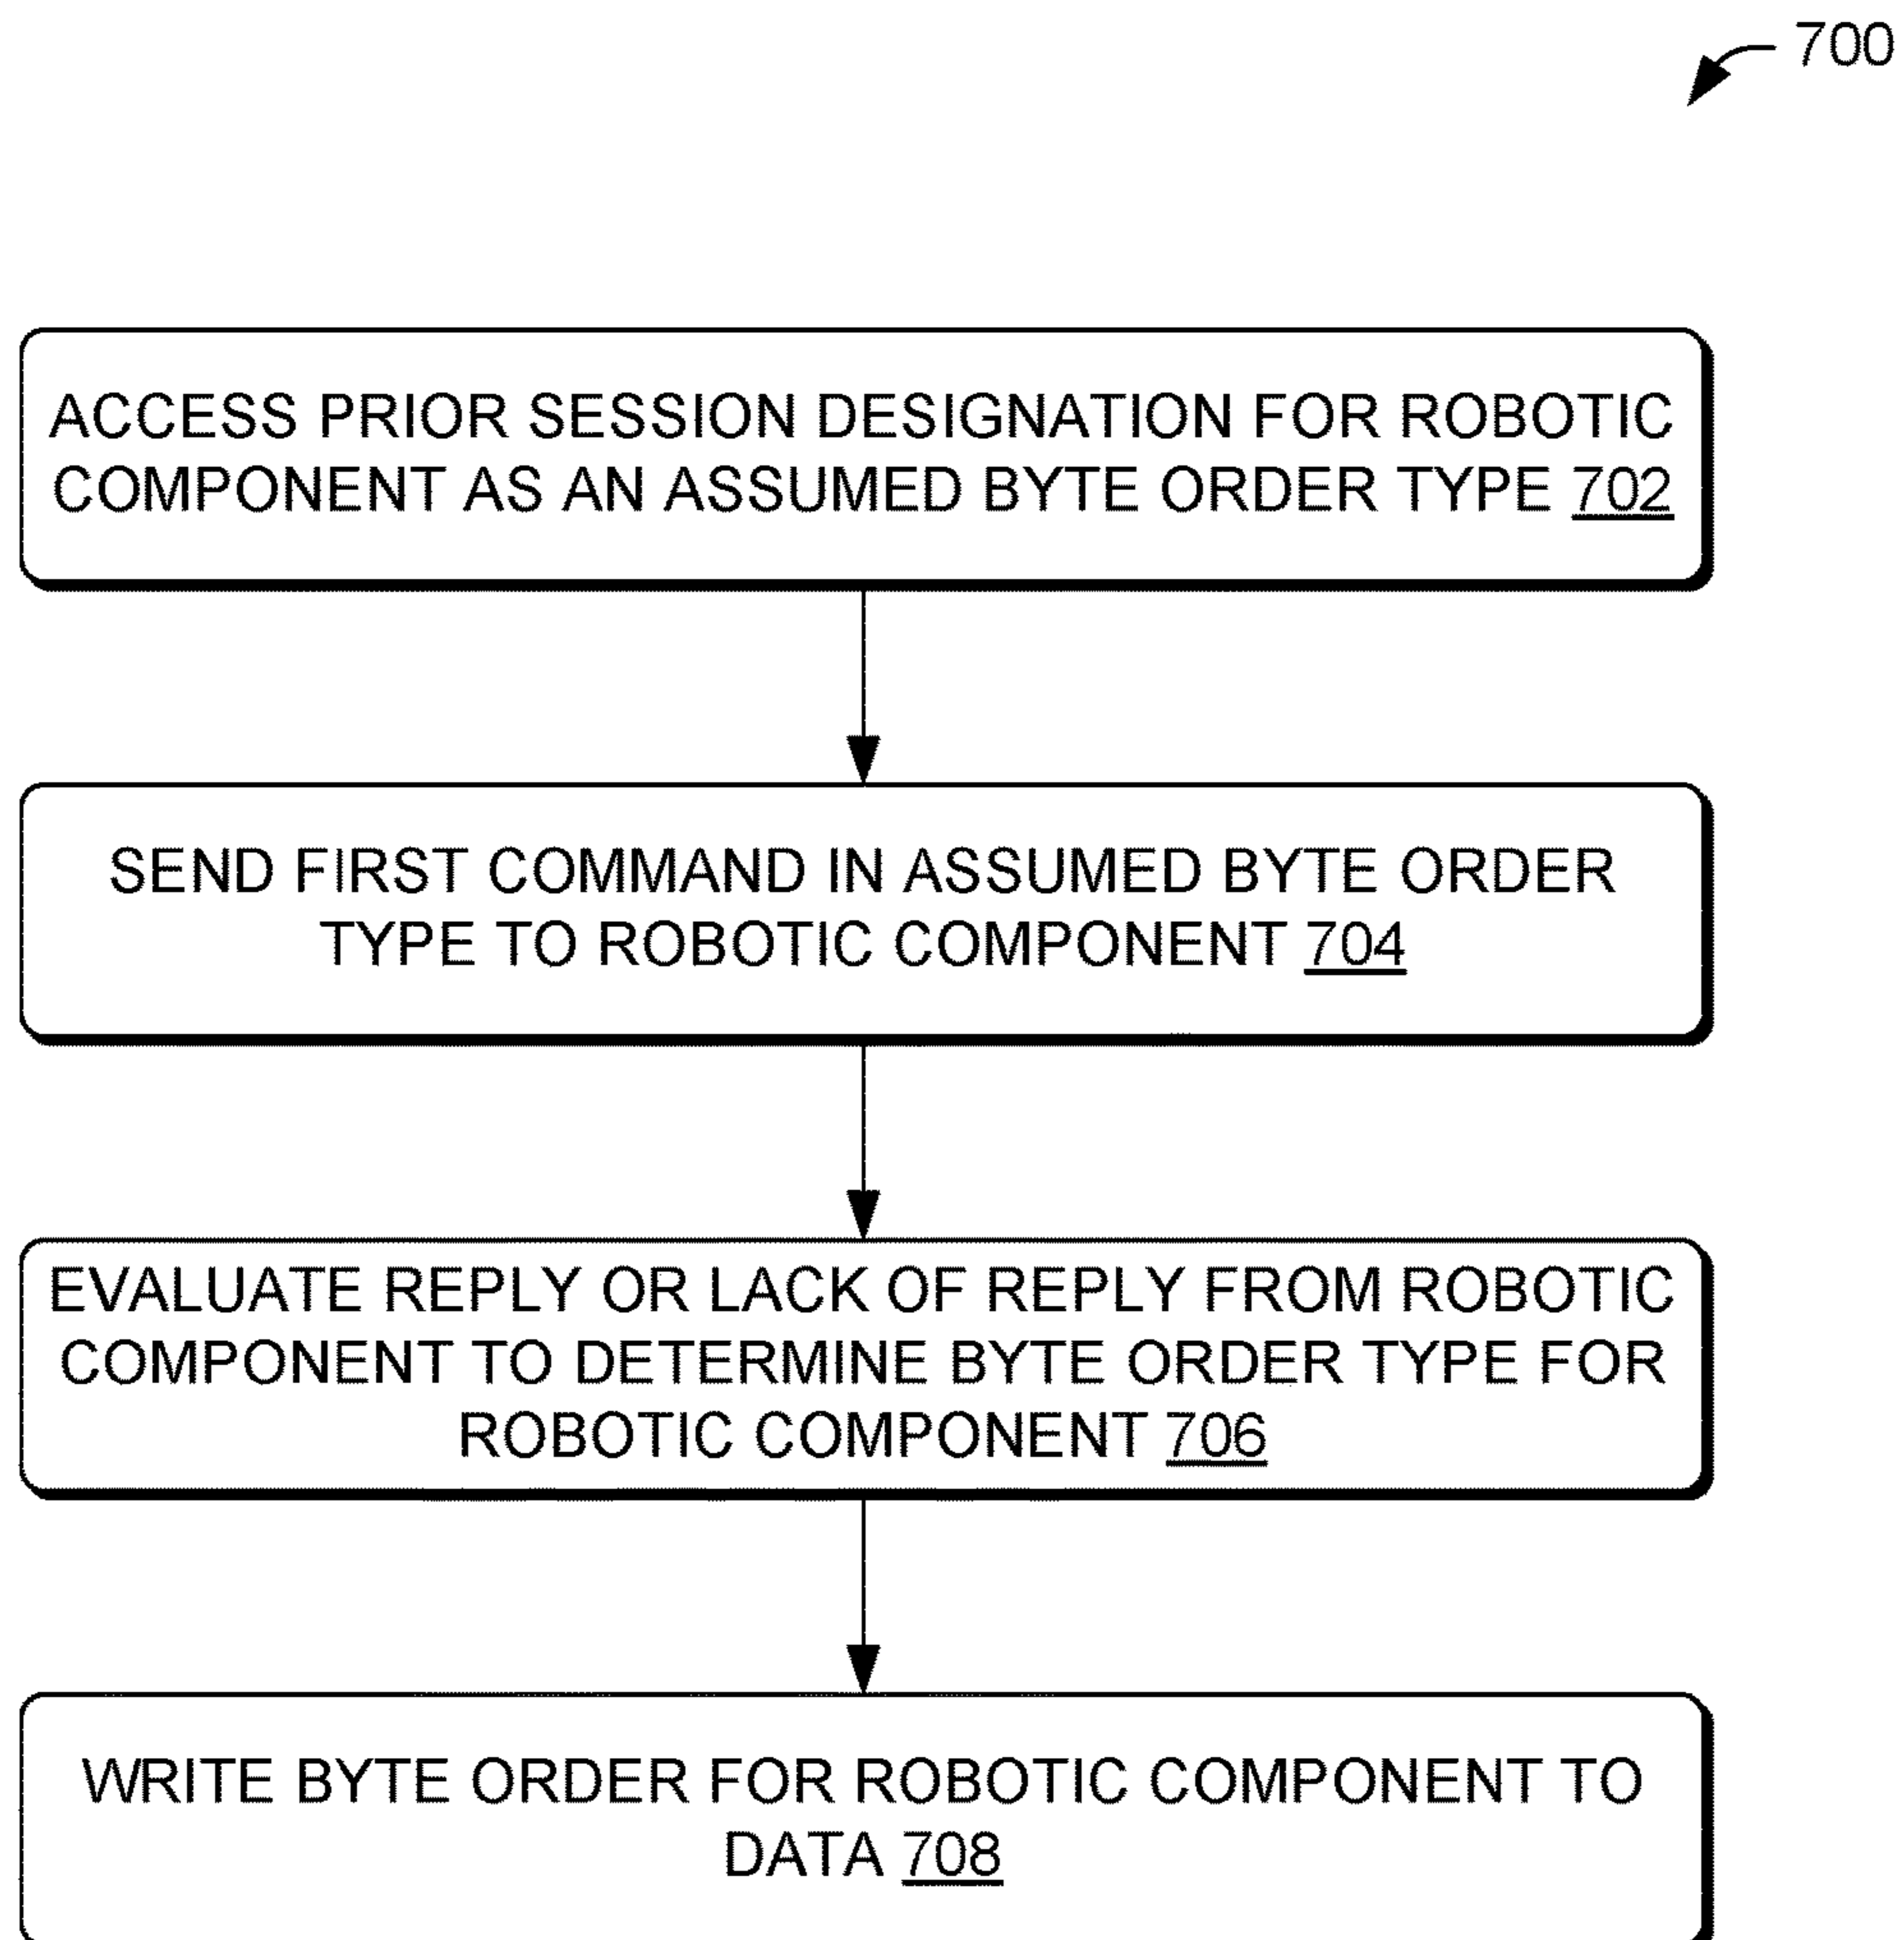 700
ACCESS PRIOR SESSION DESIGNATION FOR ROBOTIC
COMPONENT AS AN ASSUMED BYTE ORDER TYPE 702
SEND FIRST COMMAND IN ASSUMED BYTE ORDER
TYPE TO ROBOTIC COMPONENT 704
EVALUATE REPLY OR LACK OF REPLY FROM ROBOTIC
COMPONENT TO DETERMINE BYTE ORDER TYPE FOR
ROBOTIC COMPONENT 706
WRITE BYTE ORDER FOR ROBOTIC COMPONENT TO
DATA 708